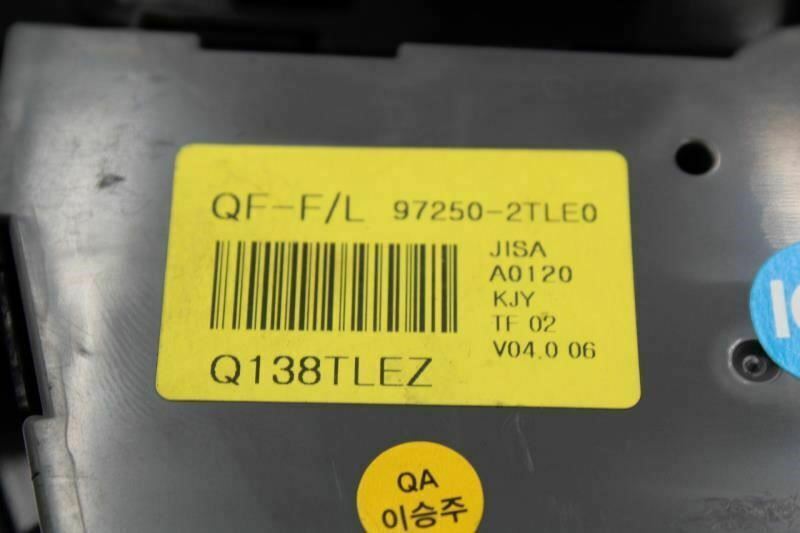 QF-F/L 97250-2TLE0
JISA
A0120
KJY
TF 02
V04.0 06
Q138TLEZ
QA
이승주